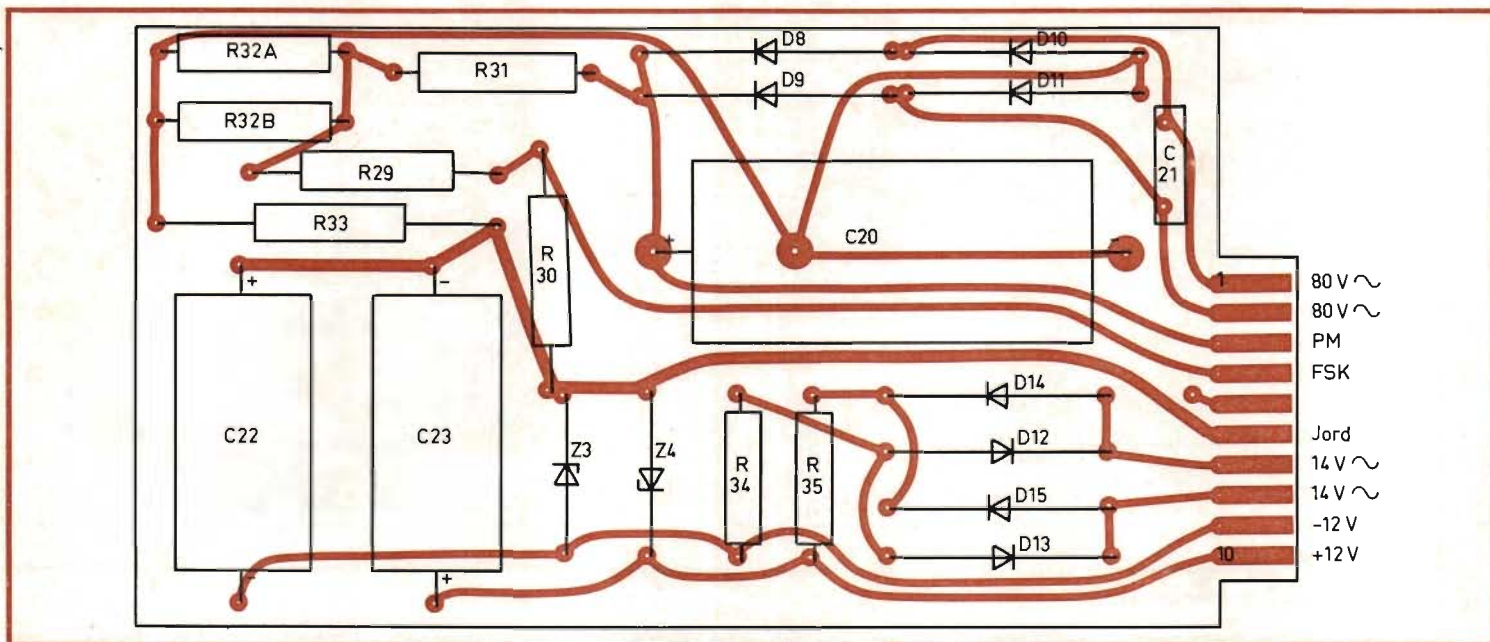 R32A
R31
D8
D10
R32B
D9
D11
C
21
R29
R33
R
30
+
C20
-
1
80 V ~
80 V ~
PM
FSK
+
-
D14
Jord
C22
C23
Z3
Z4
R
34
R
35
D12
14 V ~
D15
14 V ~
-12 V
D13
10
+12 V
-
+